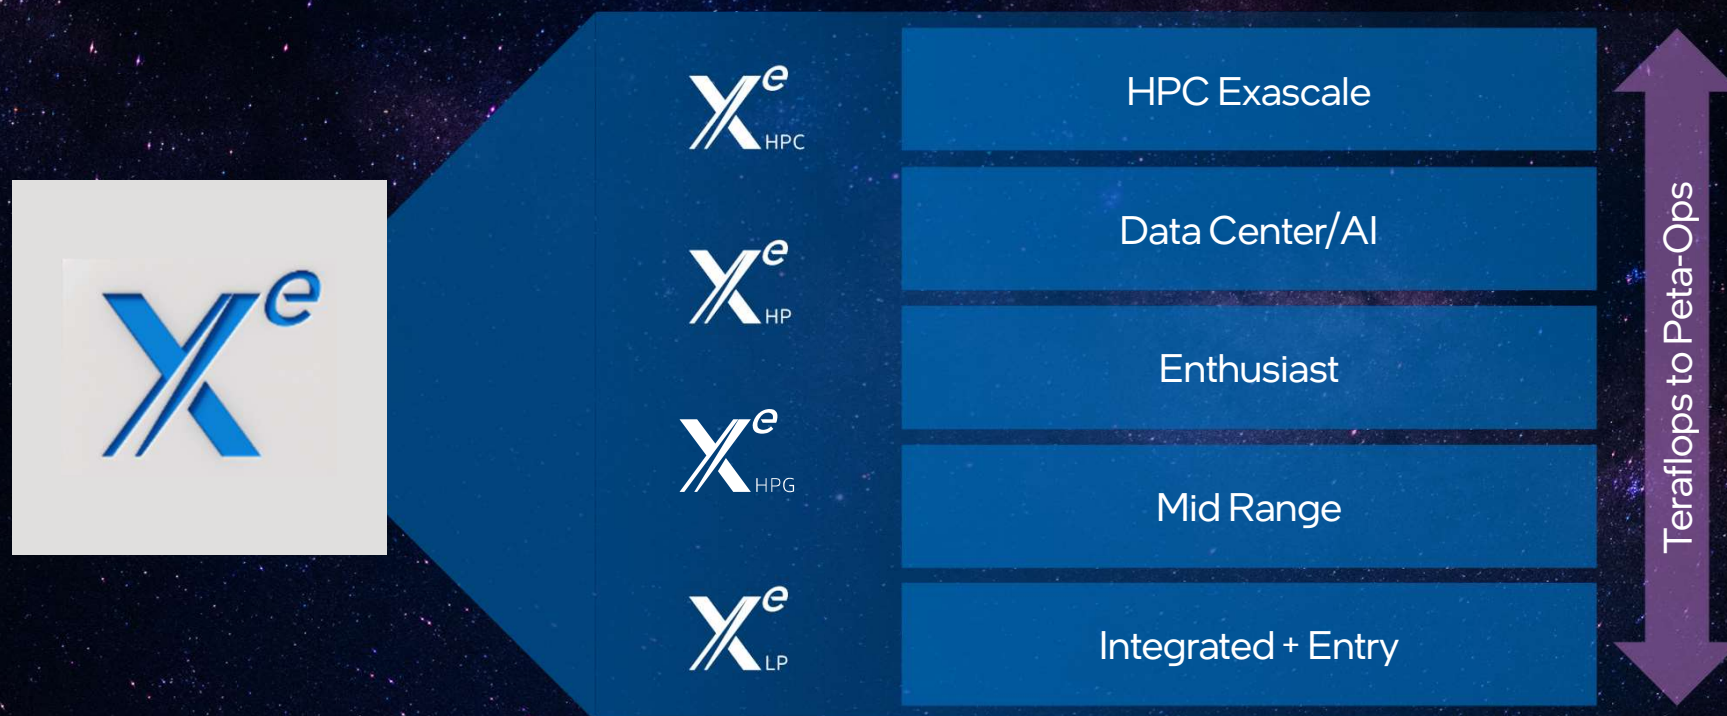 Xe
Xe HPC
HPC Exascale
Xe HP
Data Center/AI
Enthusiast
Xe HPG
Mid Range
Xe LP
Integrated + Entry
Teraflops to Peta-Ops